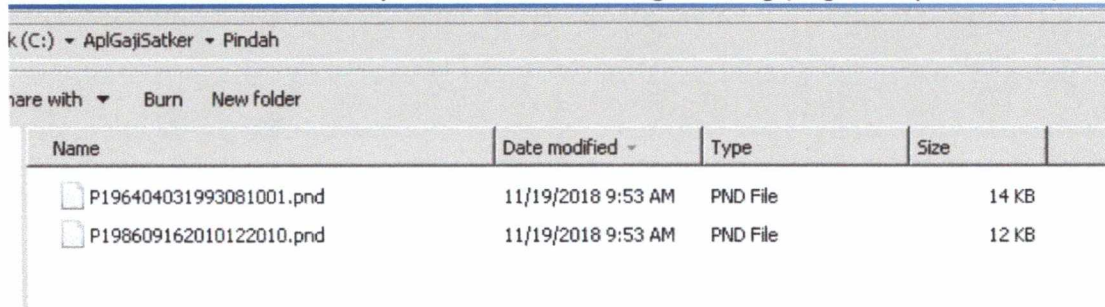 k (C:) ▾ AplGajiSatker ▾ Pindah
hare with ▾ Burn New folder
Name Date modified Type Size
P196404031993081001.pnd 11/19/2018 9:53 AM PND File 14 KB
P198609162010122010.pnd 11/19/2018 9:53 AM PND File 12 KB